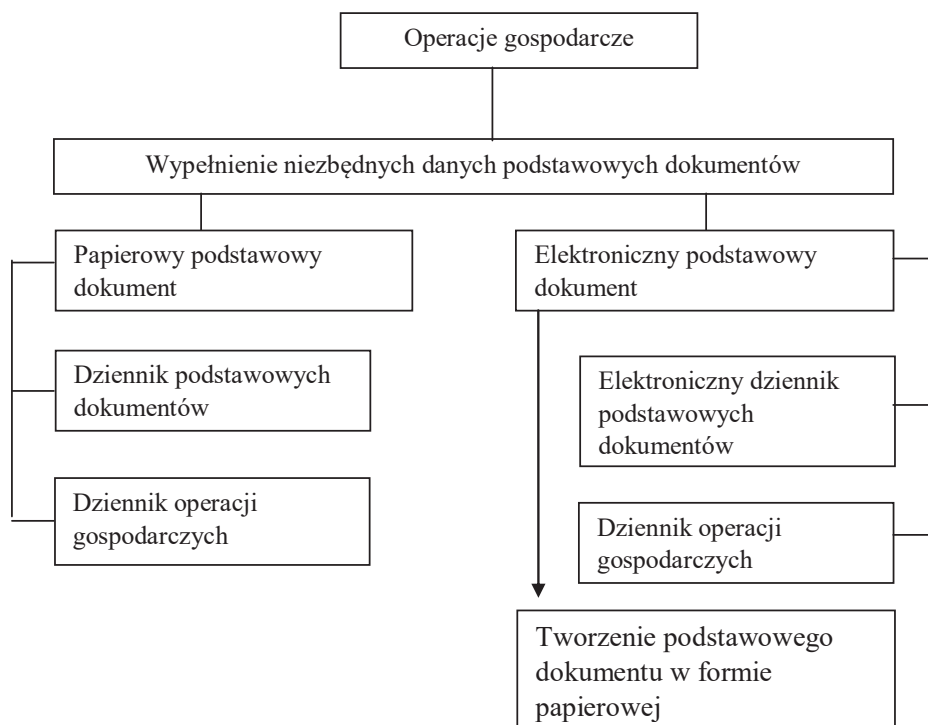 Operacje gospodarcze
Wypełnienie niezbędnych danych podstawowych dokumentów
Papierowy podstawowy
dokument
Dziennik podstawowych
dokumentów
Dziennik operacji
gospodarczych
Elektroniczny podstawowy
dokument
Elektroniczny dziennik
podstawowych
dokumentów
Dziennik operacji
gospodarczych
Tworzenie podstawowego
dokumentu w formie
papierowej